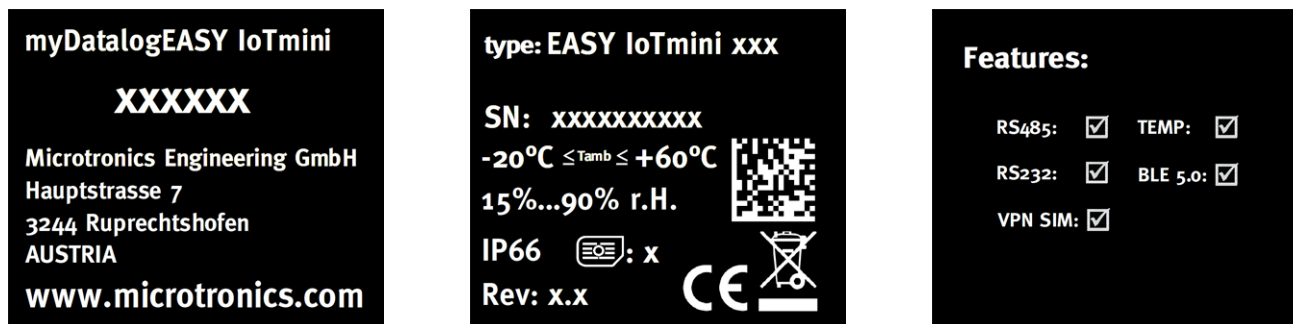 myDatalogEASY IoTmini
xxxxxx
Microtronics Engineering GmbH
Hauptstrasse 7
3244 Ruprechtshofen
AUSTRIA
www.microtronics.com
type: EASY IoTmini xxx
SN: xxxxxxxxxx
-20°C ≤Tamb≤ +60°C
15%...90% r.H.
IP66 : x
Rev: x.x CE
Features:
RS485: ☑ TEMP: ☑
RS232: ☑ BLE 5.0: ☑
VPN SIM: ☑